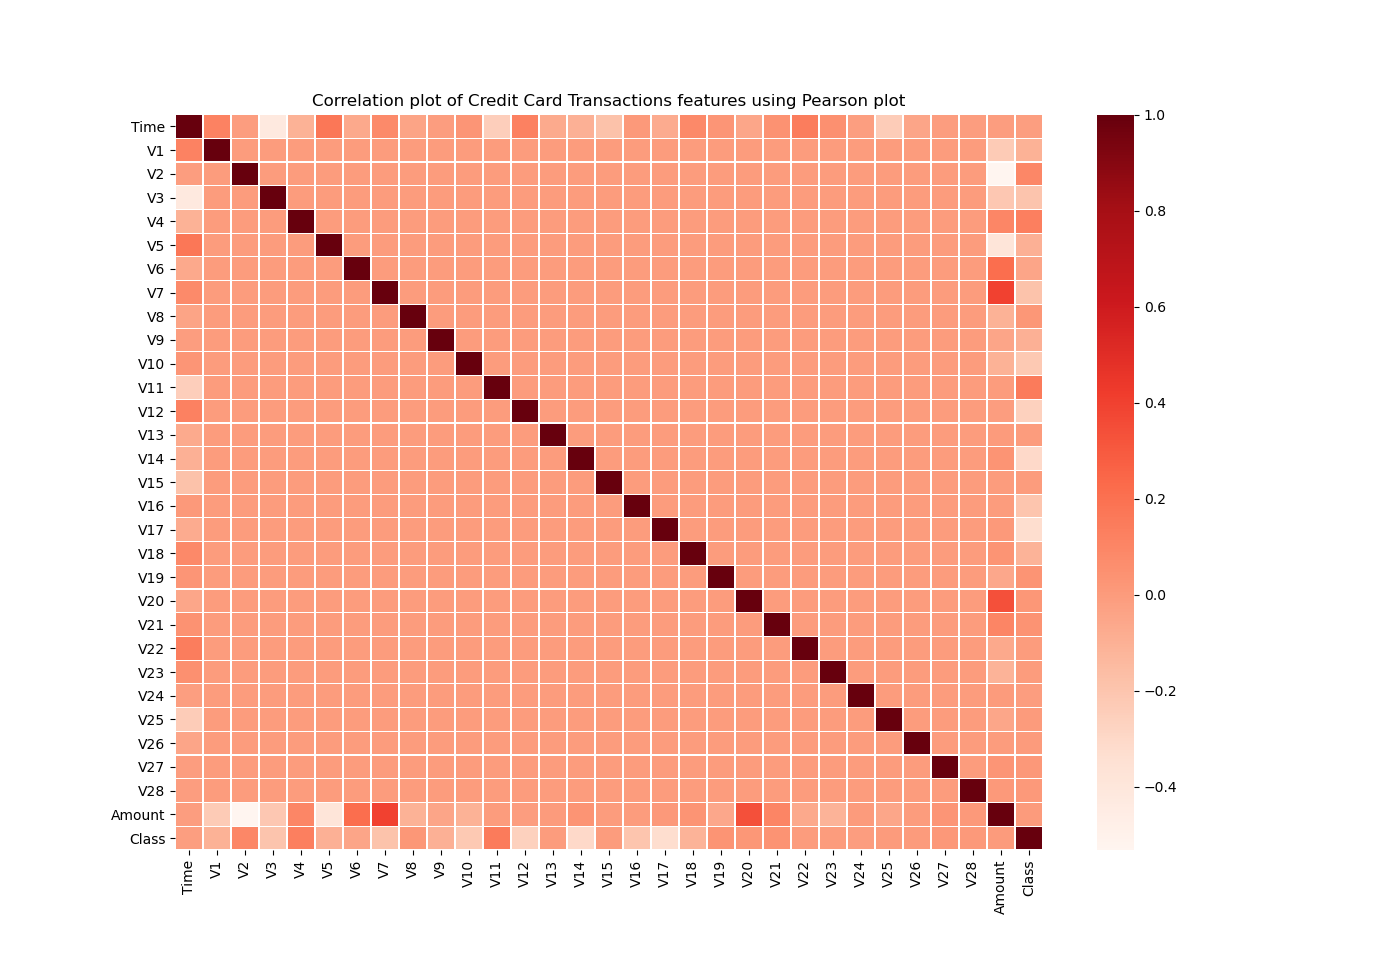 Correlation plot of Credit Card Transactions features using Pearson plot
Time
V1
V2
V3
V4
V5
V6
V7
V8
V9
V10
V11
V12
V13
V14
V15
V16
V17
V18
V19
V20
V21
V22
V23
V24
V25
V26
V27
V28
Amount
Class
Time V1 V2 V3 V4 V5 V6 V7 V8 V9 V10 V11 V12 V13 V14 V15 V16 V17 V18 V19 V20 V21 V22 V23 V24 V25 V26 V27 V28 Amount Class
1.0
0.8
0.6
0.4
0.2
0.0
−0.2
−0.4